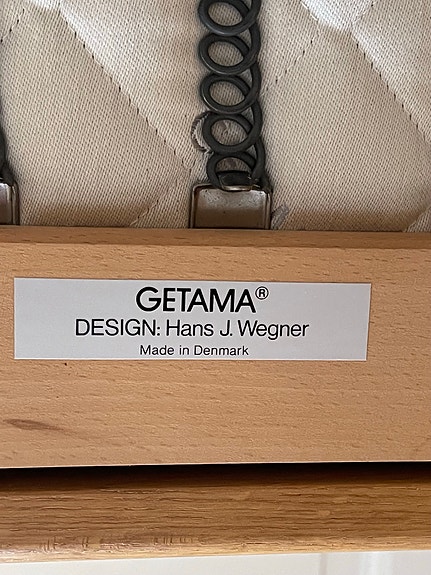 GETAMA®
DESIGN: Hans J. Wegner
Made in Denmark